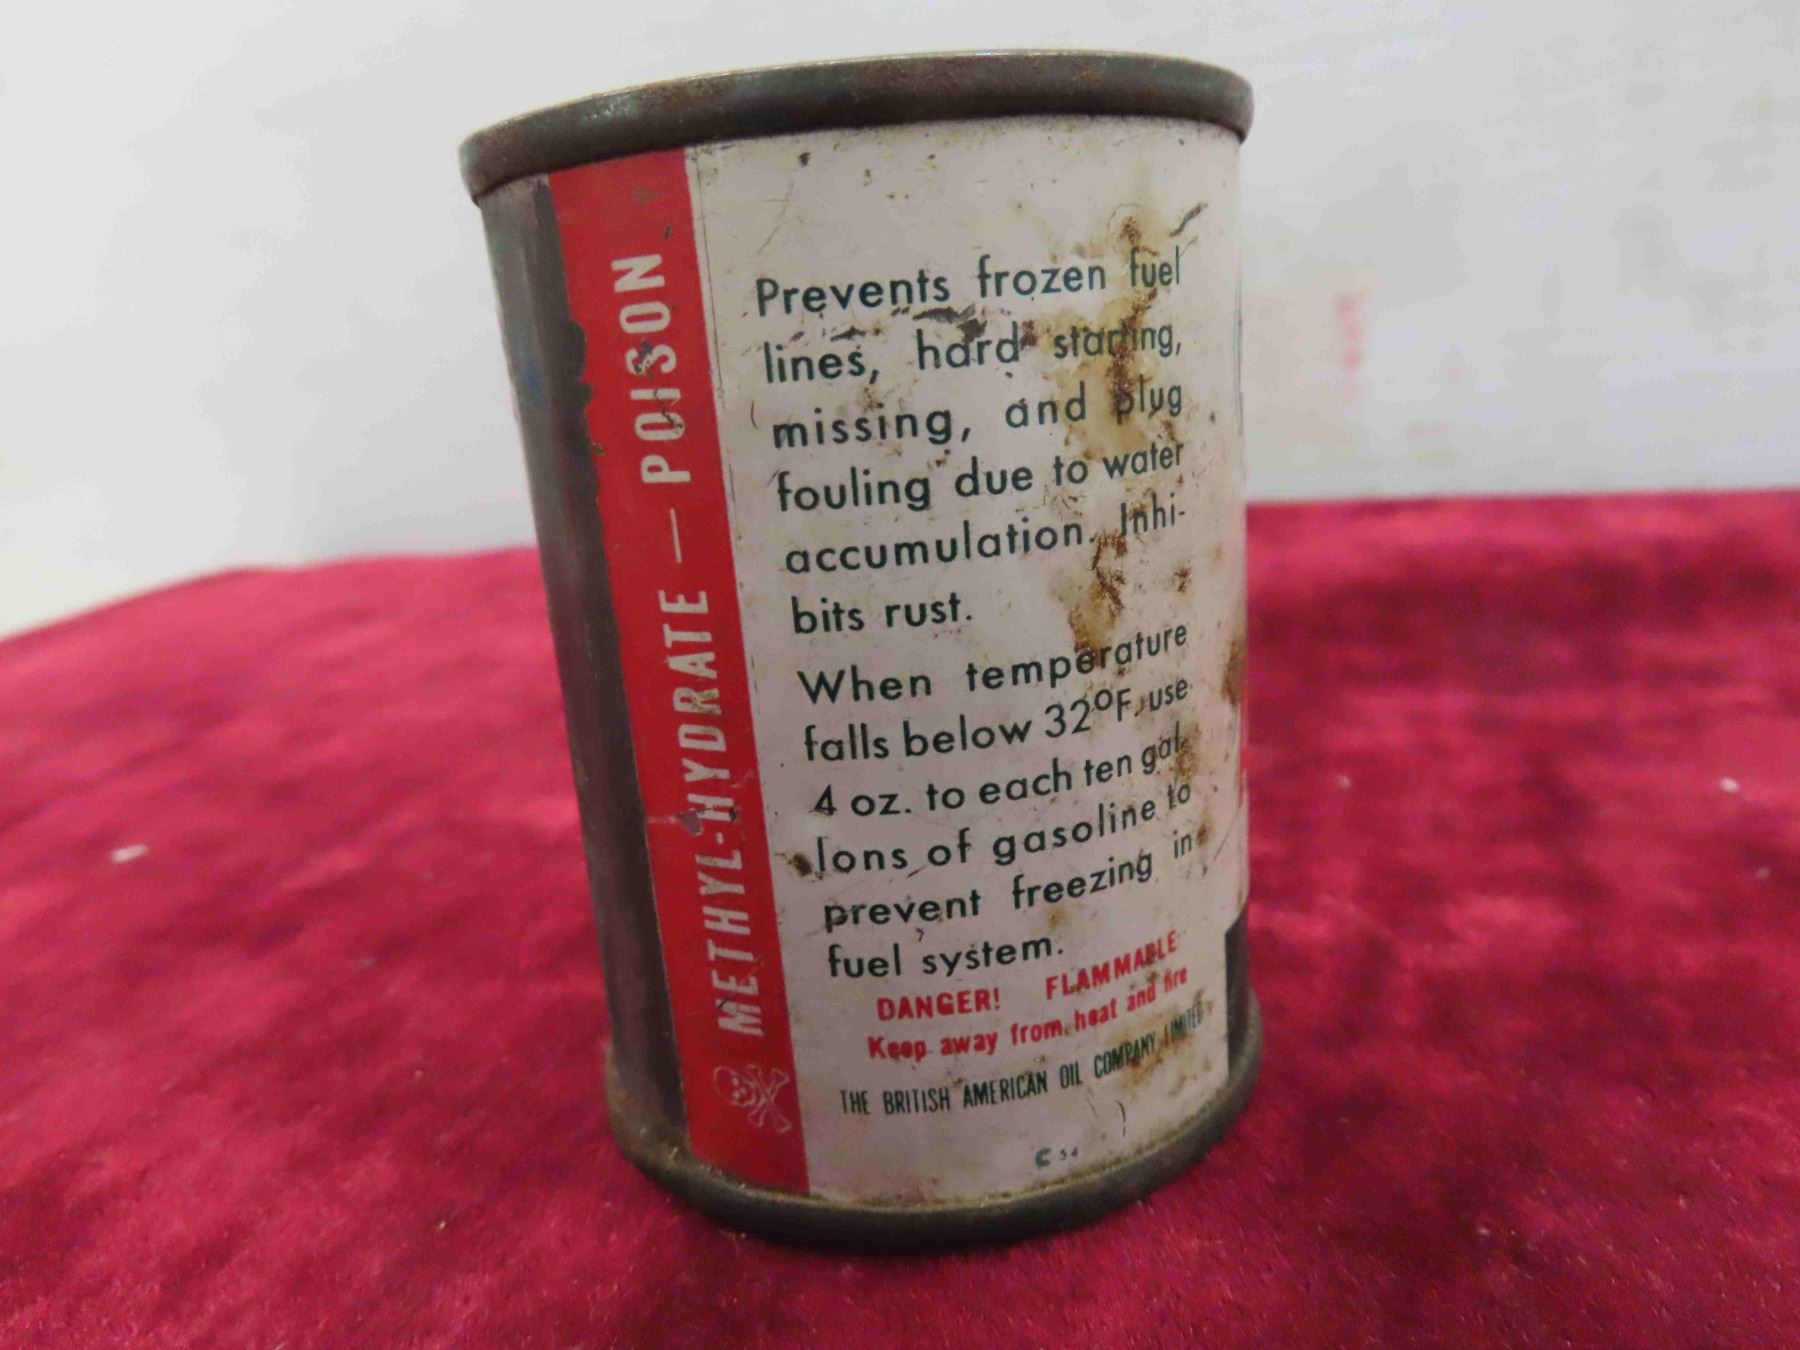 METHYL-HYDRATE — POISON
Prevents frozen fuel
lines, hard starting,
missing, and plug
fouling due to water
accumulation. Inhi-
bits rust.
When temperature
falls below 32°F. use
4 oz. to each ten gal-
lons of gasoline to
prevent freezing in
fuel system.
DANGER! FLAMMABLE
Keep away from heat and fire
THE BRITISH AMERICAN OIL COMPANY LIMITED
C 54